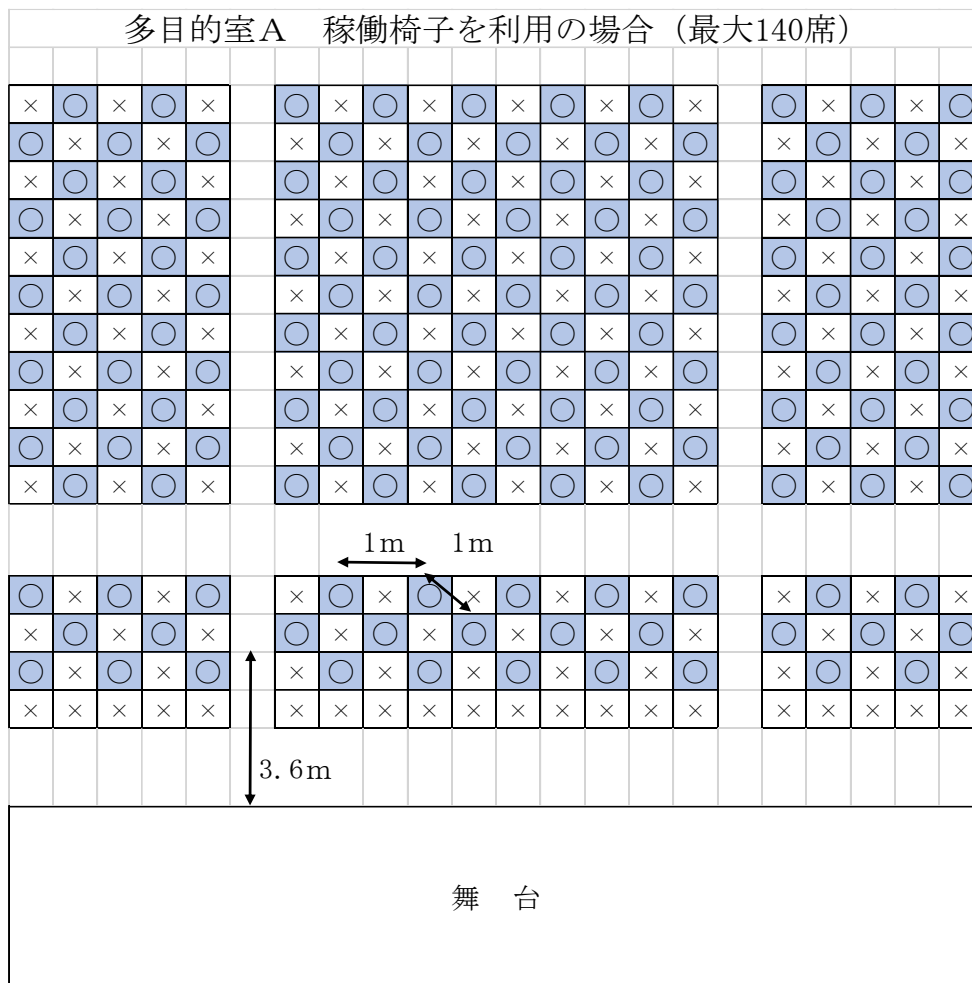 多目的室A　稼働椅子を利用の場合（最大140席）
× ○ × ○ × ○ × ○ × ○ × ○ × ○ × ○ × ○ × ○
○ × ○ × ○ × ○ × ○ × ○ × ○ × ○ × ○ × ○ ×
× ○ × ○ × ○ × ○ × ○ × ○ × ○ × ○ × ○ × ○
○ × ○ × ○ × ○ × ○ × ○ × ○ × ○ × ○ × ○ ×
× ○ × ○ × ○ × ○ × ○ × ○ × ○ × ○ × ○ × ○
○ × ○ × ○ × ○ × ○ × ○ × ○ × ○ × ○ × ○ ×
× ○ × ○ × ○ × ○ × ○ × ○ × ○ × ○ × ○ × ○
○ × ○ × ○ × ○ × ○ × ○ × ○ × ○ × ○ × ○ ×
× ○ × ○ × ○ × ○ × ○ × ○ × ○ × ○ × ○ × ○
○ × ○ × ○ × ○ × ○ × ○ × ○ × ○ × ○ × ○ ×
× ○ × ○ × ○ × ○ × ○ × ○ × ○ × ○ × ○ × ○
1m 1m
○ × ○ × ○ × ○ × ○ × ○ × ○ × ○ × ○ × ○ ×
× ○ × ○ × ○ × ○ × ○ × ○ × ○ × ○ × ○ × ○
○ × ○ × ○ × ○ × ○ × ○ × ○ × ○ × ○ × ○ ×
× × × × × × × × × × × × × × × × × × × ×
3.6m
舞　台